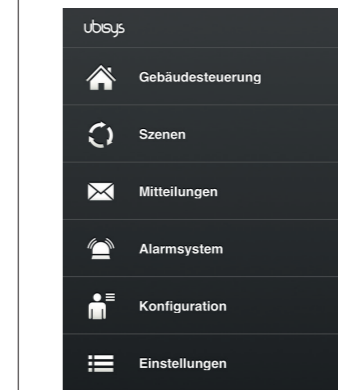 ubisys
Gebäudesteuerung
Szenen
Mitteilungen
Alarmsystem
Konfiguration
Einstellungen